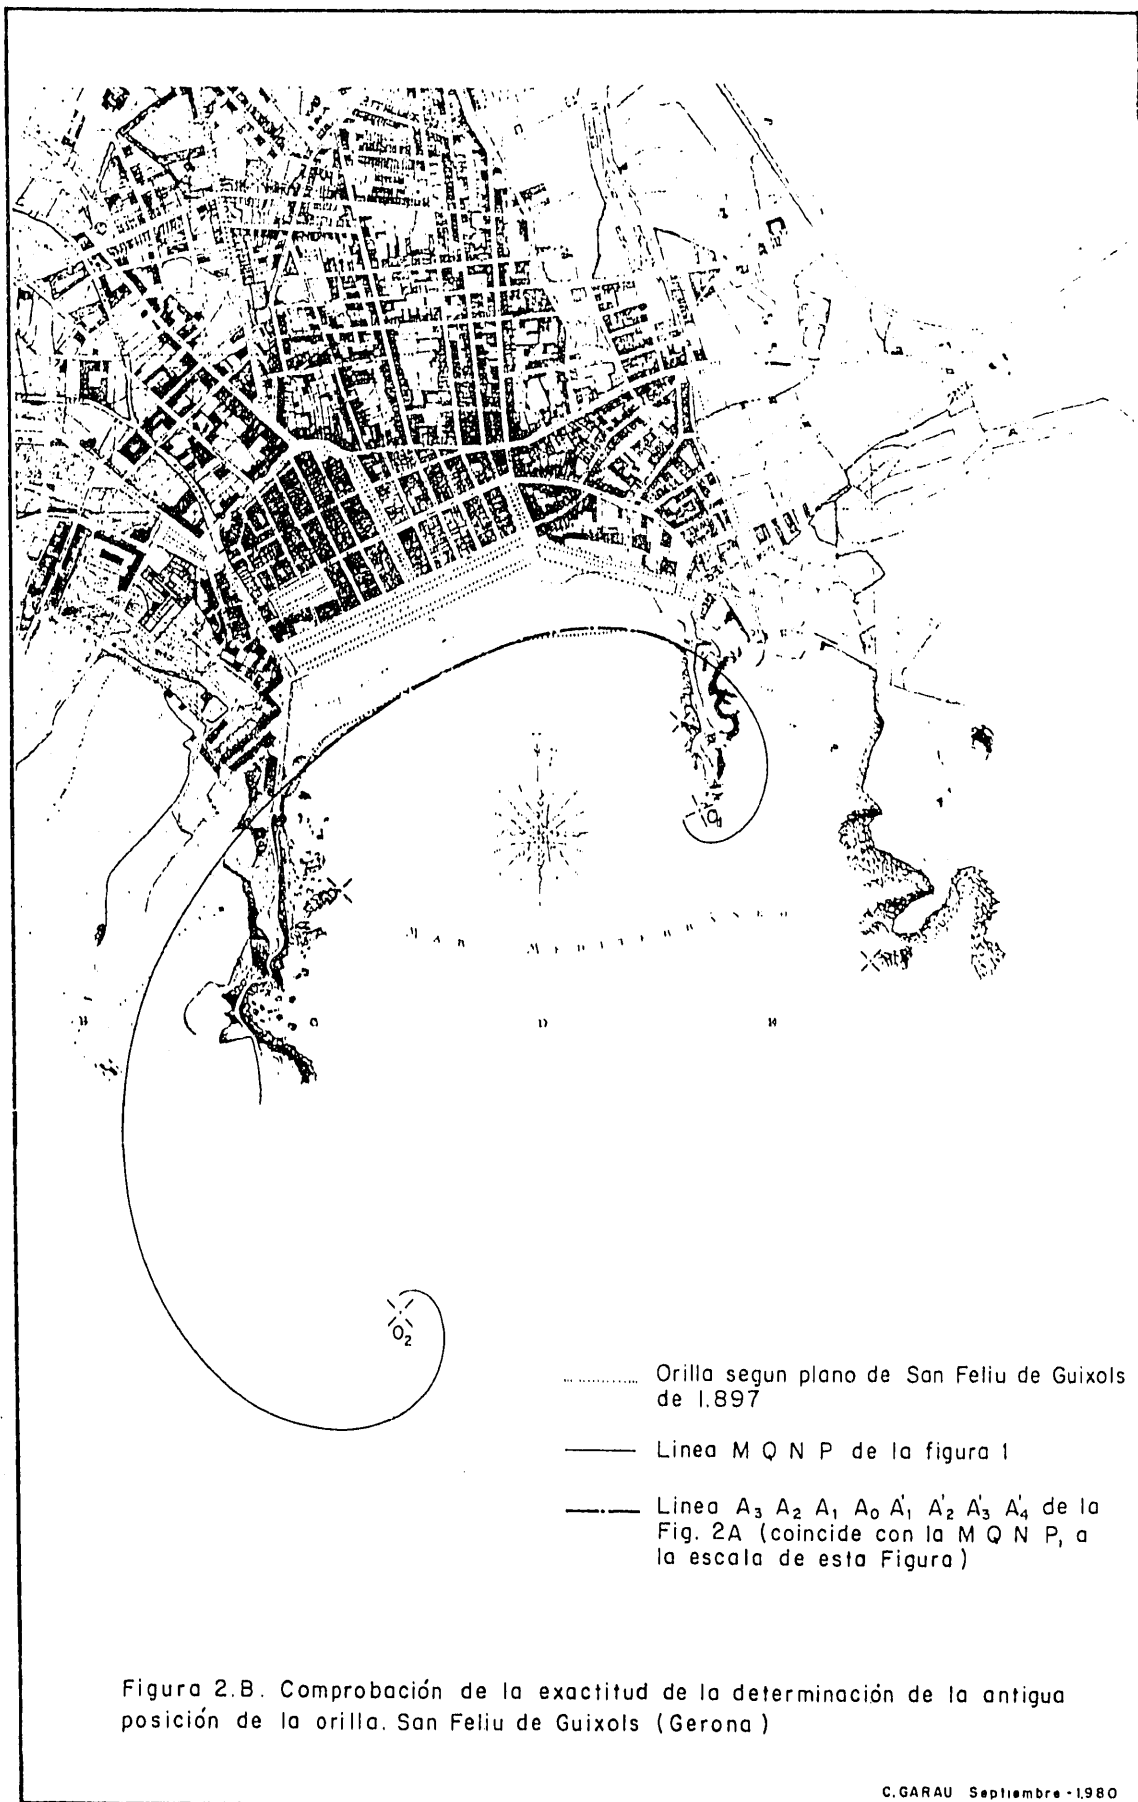 O₁
MAR MEDITERRÁNEO
B C D E
O₂
Orilla segun plano de San Feliu de Guixols
de 1.897
Linea M Q N P de la figura 1
Linea A₃ A₂ A₁ A₀ A'₁ A'₂ A'₃ A'₄ de la
Fig. 2A (coincide con la M Q N P, a
la escala de esta Figura)
Figura 2.B. Comprobación de la exactitud de la determinación de la antigua
posición de la orilla. San Feliu de Guixols (Gerona)
C. GARAU Septiembre - 1.980